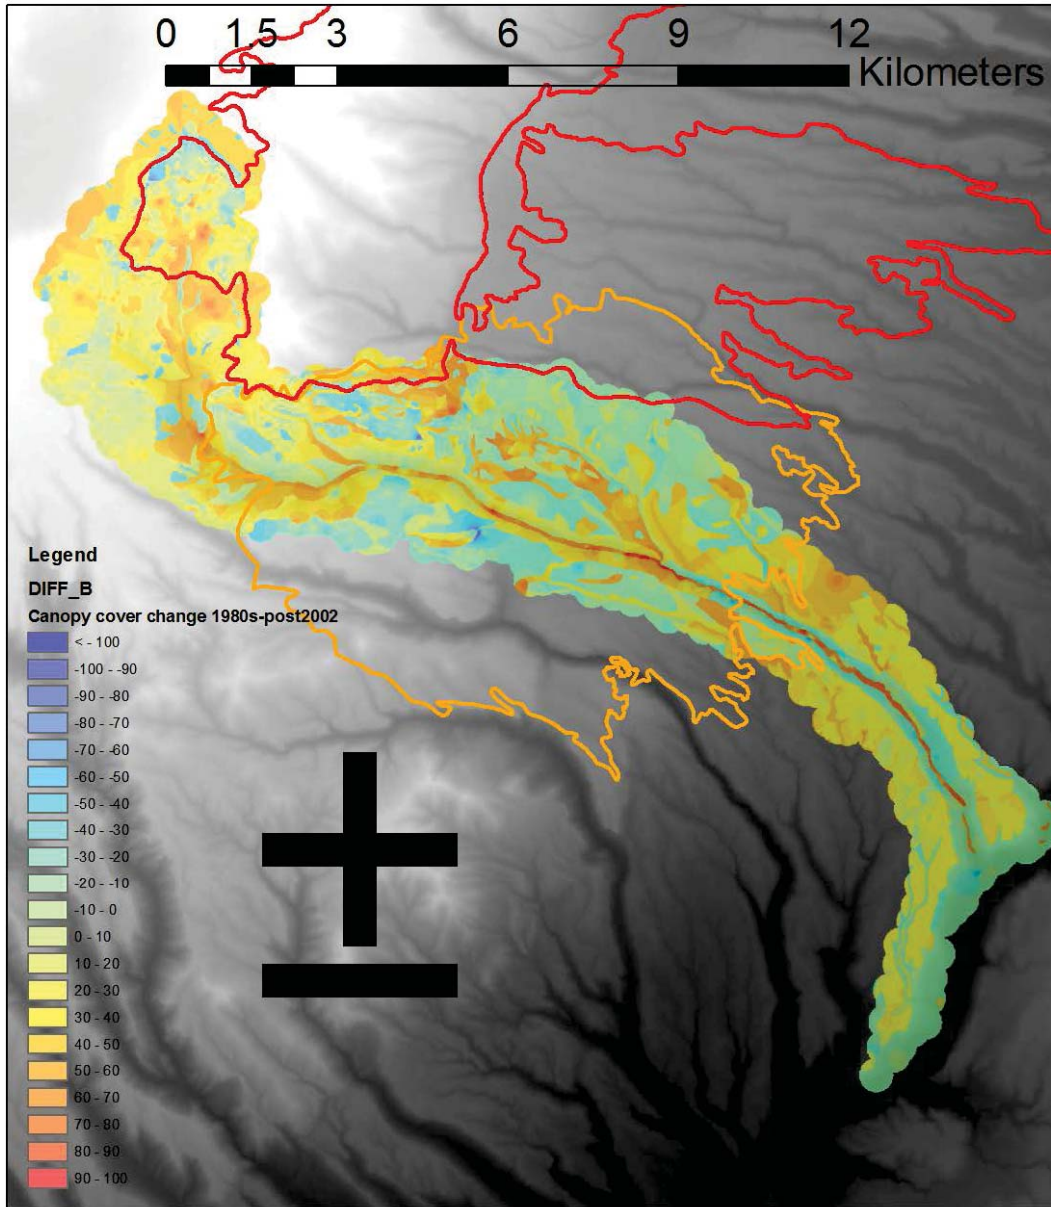 0 1.5 3 6 9 12
Kilometers
Legend
DIFF_B
Canopy cover change 1980s-post2002
< - 100
-100 - -90
-90 - -80
-80 - -70
-70 - -60
-60 - -50
-50 - -40
-40 - -30
-30 - -20
-20 - -10
-10 - 0
0 - 10
10 - 20
20 - 30
30 - 40
40 - 50
50 - 60
60 - 70
70 - 80
80 - 90
90 - 100